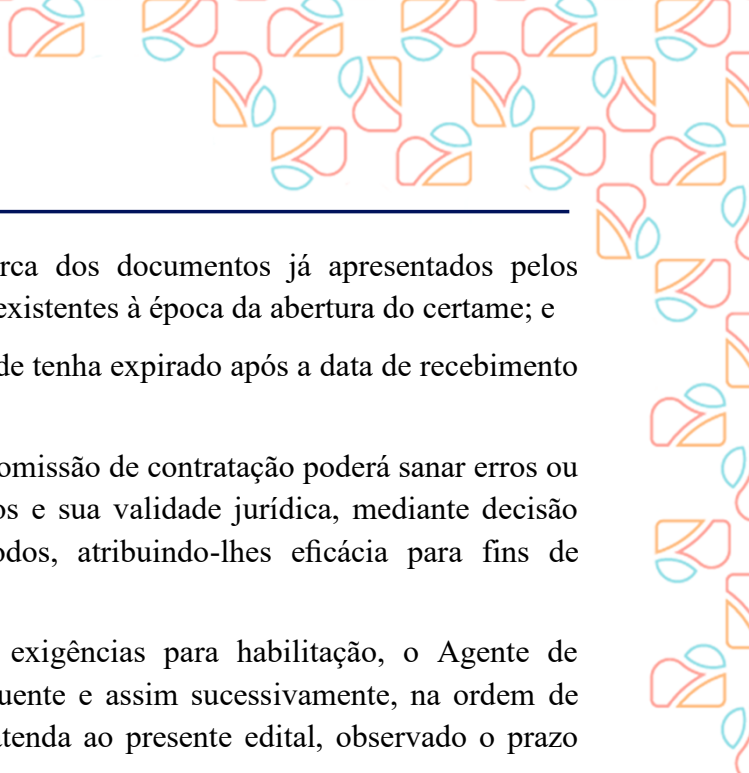 rca dos documentos já apresentados pelos
existentes à época da abertura do certame; e
de tenha expirado após a data de recebimento
omissão de contratação poderá sanar erros ou
os e sua validade jurídica, mediante decisão
odos, atribuindo-lhes eficácia para fins de
exigências para habilitação, o Agente de
uente e assim sucessivamente, na ordem de
atenda ao presente edital, observado o prazo